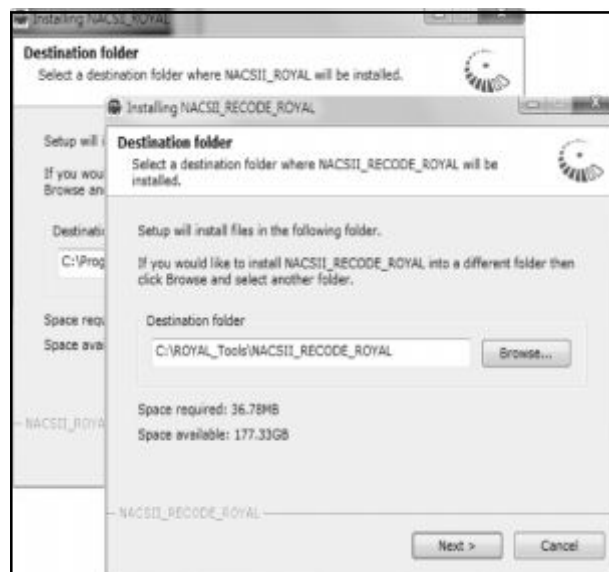 Installing NACSII_ROYAL
Destination folder
Select a destination folder where NACSII_ROYAL will be installed.
Setup will i
If you wou
Browse an
Destinatio
C:\Prog
Space requ
Space avai
NACSII_ROYA
Installing NACSII_RECODE_ROYAL
Destination folder
Select a destination folder where NACSII_RECODE_ROYAL will be
installed.
Setup will install files in the following folder.
If you would like to install NACSII_RECODE_ROYAL into a different folder then
click Browse and select another folder.
Destination folder
C:\ROYAL_Tools\NACSII_RECODE_ROYAL
Browse...
Space required: 36.78MB
Space available: 177.33GB
NACSII_RECODE_ROYAL
Next >
Cancel